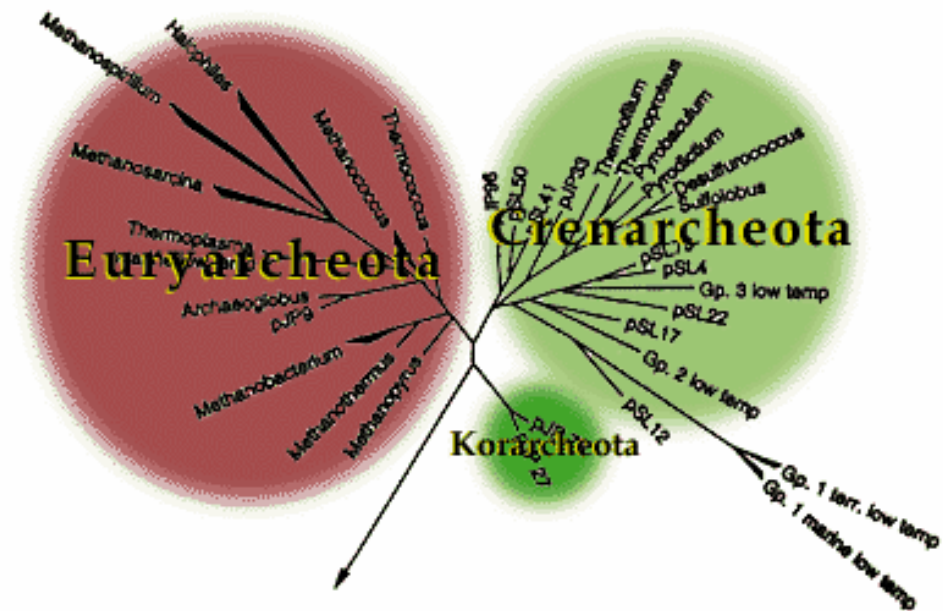 Methanospirillum
Halophiles
Methanosarcina
Methanococcus
Thermococcus
Thermoplasma
Euryarcheota
Archaeoglobus
pJP9
Methanobacterium
Methanothermus
Methanopyrus
pSL50
pSL41
pJP33
Thermofilum
Thermoproteus
Pyrobaculum
Pyrodictium
Desulfurococcus
Sulfolobus
Crenarcheota
pSL4
Gp. 3 low temp
pSL22
pSL17
Gp. 2 low temp
pSL12
Gp. 1 terr. low temp
Gp. 1 marine low temp
Korarcheota
27